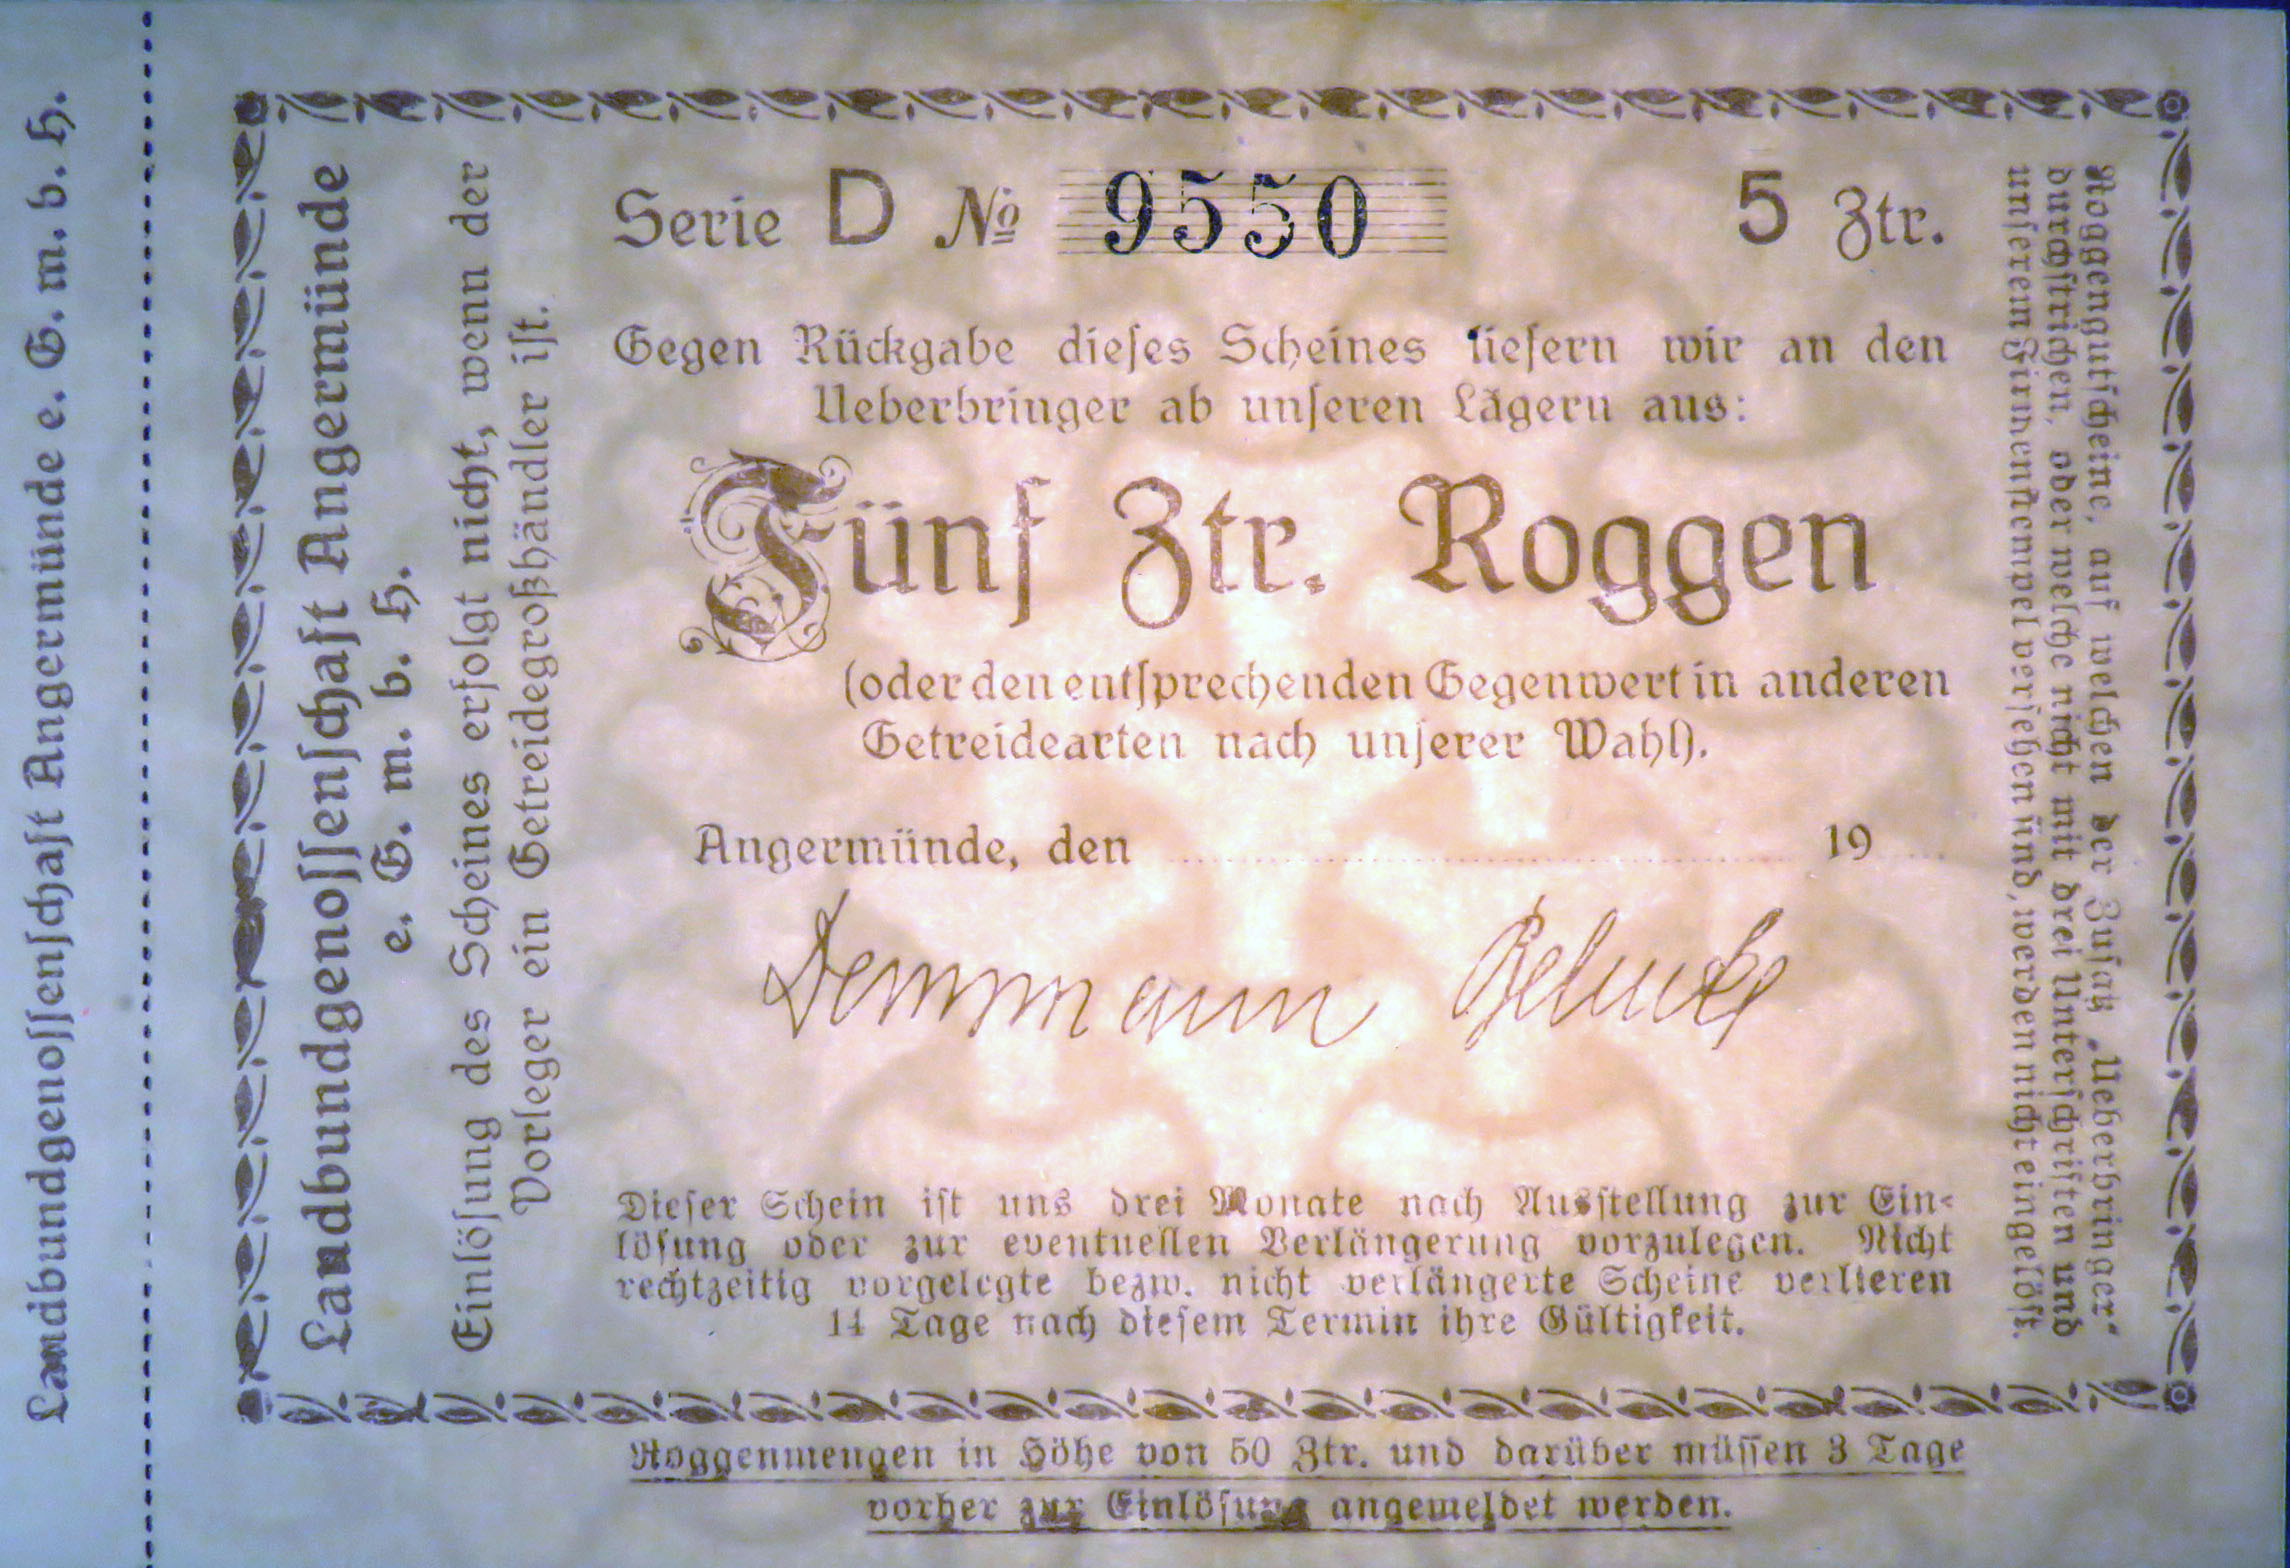 Landbundgenossenschaft Angermünde e. G. m. b. H.
Landbundgenossenschaft Angermünde
e. G. m. b. H.
Einlösung des Scheines erfolgt nicht, wenn der
Vorleger ein Getreidegroßhändler ist.
Serie D № 9550 5 Ztr.
Gegen Rückgabe dieses Scheines liefern wir an den
Ueberbringer ab unseren Lägern aus:
Fünf Ztr. Roggen
(oder den entsprechenden Gegenwert in anderen
Getreidearten nach unserer Wahl).
Angermünde, den 19
Dieser Schein ist uns drei Monate nach Ausstellung zur Ein-
lösung oder zur eventuellen Verlängerung vorzulegen. Nicht
rechtzeitig vorgelegte bezw. nicht verlängerte Scheine verlieren
14 Tage nach diesem Termin ihre Gültigkeit.
Roggengutscheine, auf welchen der Zusatz „Ueberbringer“
durchstrichen, oder welche nicht mit drei Unterschriften und
unserem Firmenstempel versehen sind, werden nicht eingelöst.
Roggenmengen in Höhe von 50 Ztr. und darüber müssen 3 Tage
vorher zur Einlösung angemeldet werden.